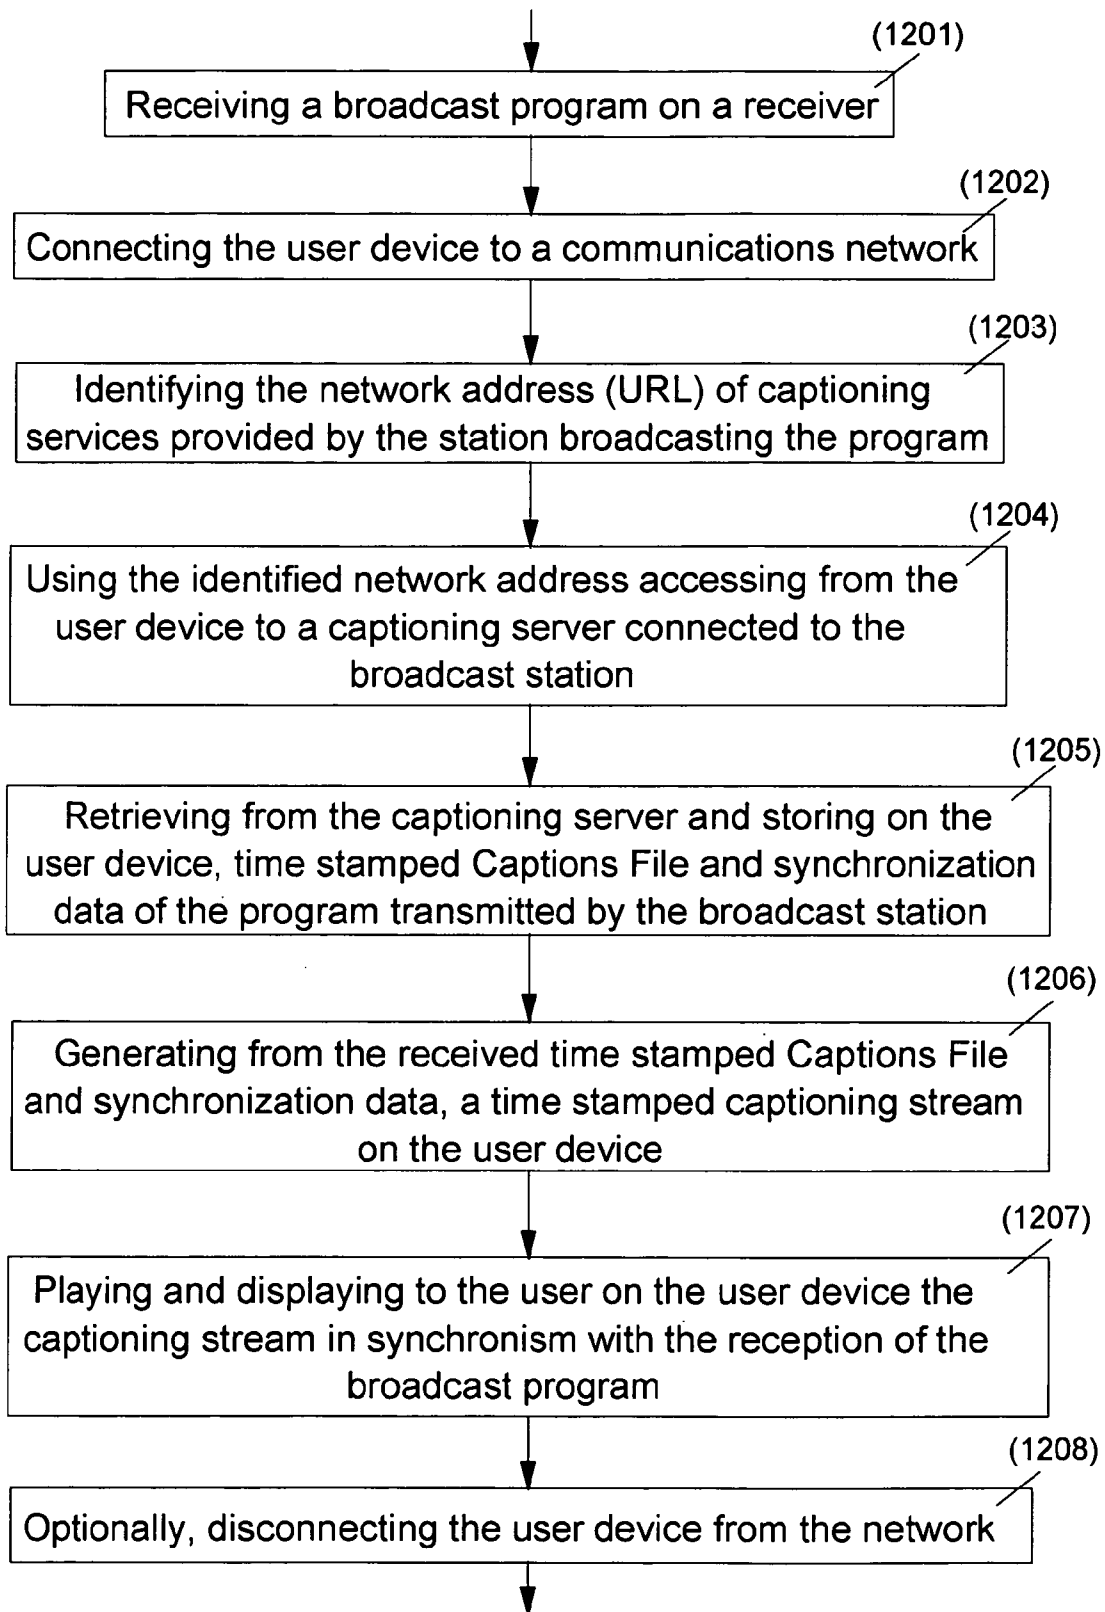 (1201)
Receiving a broadcast program on a receiver
(1202)
Connecting the user device to a communications network
(1203)
Identifying the network address (URL) of captioning
services provided by the station broadcasting the program
(1204)
Using the identified network address accessing from the
user device to a captioning server connected to the
broadcast station
(1205)
Retrieving from the captioning server and storing on the
user device, time stamped Captions File and synchronization
data of the program transmitted by the broadcast station
(1206)
Generating from the received time stamped Captions File
and synchronization data, a time stamped captioning stream
on the user device
(1207)
Playing and displaying to the user on the user device the
captioning stream in synchronism with the reception of the
broadcast program
(1208)
Optionally, disconnecting the user device from the network